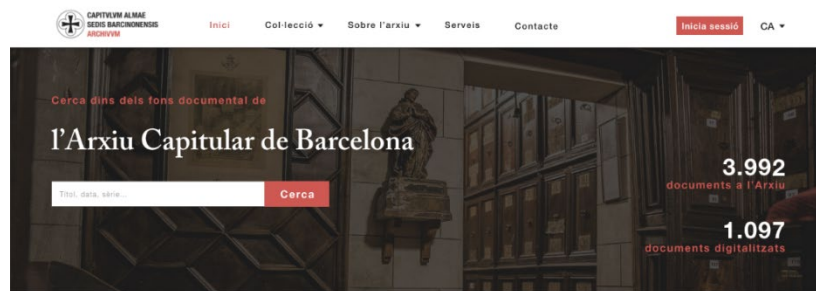 CAPITVLVM ALMAE
SEDIS BARCINONENSIS
ARCHIVVM
Inici
Col·lecció
Sobre l'arxiu
Serveis
Contacte
Inicia sessió
CA
Cerca dins dels fons documental de
l'Arxiu Capitular de Barcelona
Títol, data, sèrie...
Cerca
3.992
documents a l'Arxiu
1.097
documents digitalitzats